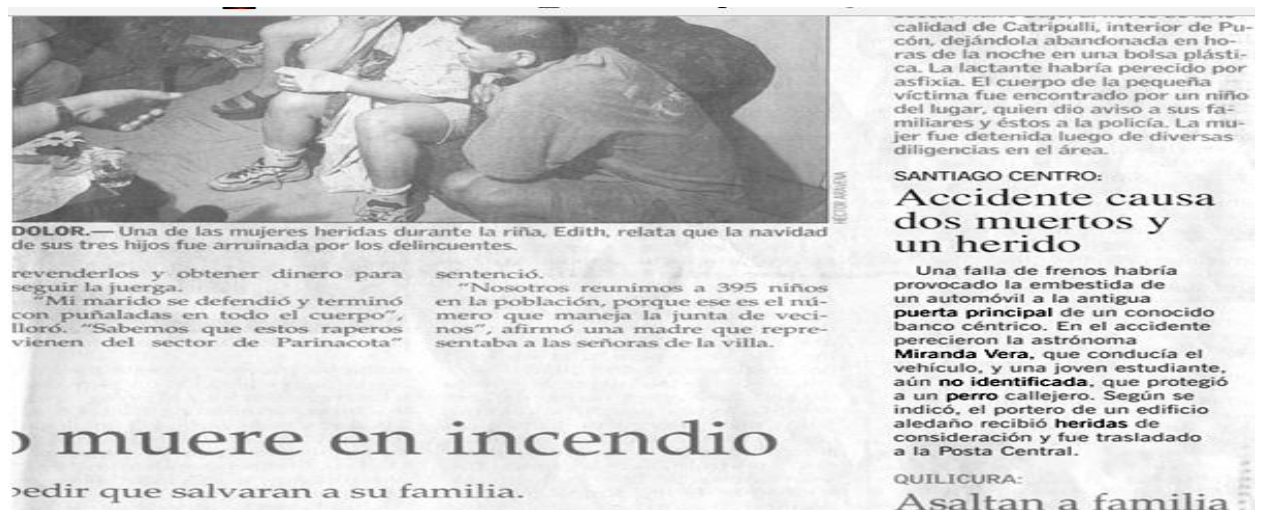 DOLOR.— Una de las mujeres heridas durante la riña, Edith, relata que la navidad
de sus tres hijos fue arruinada por los delincuentes.
HÉCTOR ARAVENA
revenderlos y obtener dinero para
seguir la juerga.
"Mi marido se defendió y terminó
con puñaladas en todo el cuerpo",
lloró. "Sabemos que estos raperos
vienen del sector de Parinacota"
sentenció.
"Nosotros reunimos a 395 niños
en la población, porque ese es el nú-
mero que maneja la junta de veci-
nos", afirmó una madre que repre-
sentaba a las señoras de la villa.
o muere en incendio
pedir que salvaran a su familia.
calidad de Catripulli, interior de Pu-
cón, dejándola abandonada en ho-
ras de la noche en una bolsa plásti-
ca. La lactante habría perecido por
asfixia. El cuerpo de la pequeña
víctima fue encontrado por un niño
del lugar, quien dio aviso a sus fa-
miliares y éstos a la policía. La mu-
jer fue detenida luego de diversas
diligencias en el área.
SANTIAGO CENTRO:
Accidente causa
dos muertos y
un herido
Una falla de frenos habría
provocado la embestida de
un automóvil a la antigua
puerta principal de un conocido
banco céntrico. En el accidente
perecieron la astrónoma
Miranda Vera, que conducía el
vehículo, y una joven estudiante,
aún no identificada, que protegió
a un perro callejero. Según se
indicó, el portero de un edificio
aledaño recibió heridas de
consideración y fue trasladado
a la Posta Central.
QUILICURA:
Asaltan a familia